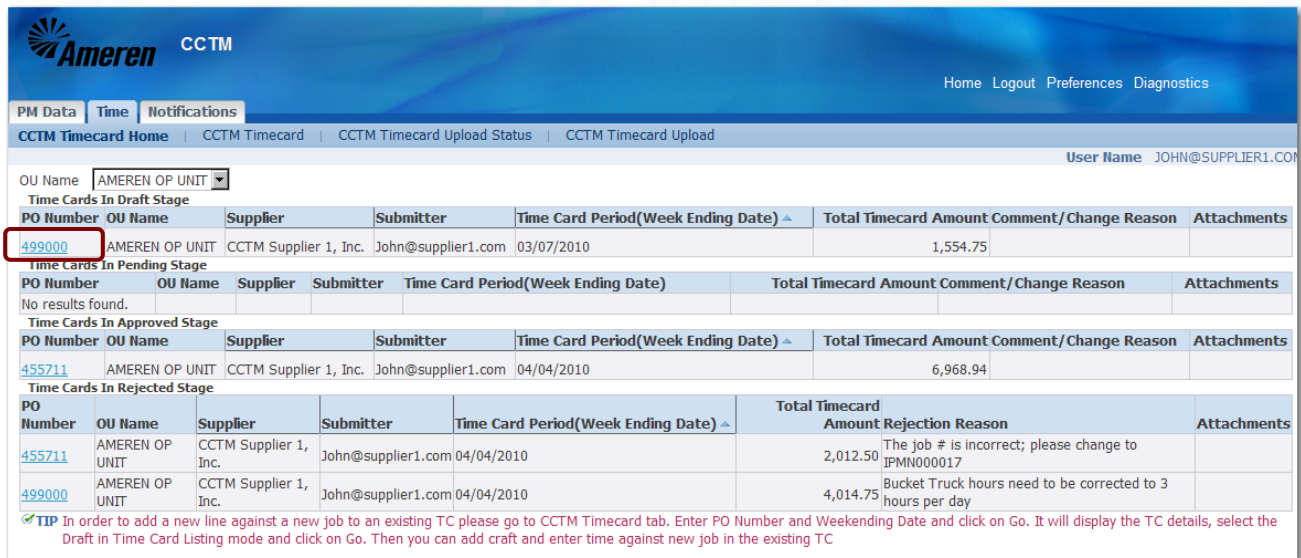 Ameren CCTM
Home Logout Preferences Diagnostics
PM Data Time Notifications
CCTM Timecard Home | CCTM Timecard | CCTM Timecard Upload Status | CCTM Timecard Upload
User Name JOHN@SUPPLIER1.COM
OU Name AMEREN OP UNIT
Time Cards In Draft Stage
PO Number OU Name Supplier Submitter Time Card Period(Week Ending Date) Total Timecard Amount Comment/Change Reason Attachments
499000 AMEREN OP UNIT CCTM Supplier 1, Inc. John@supplier1.com 03/07/2010 1,554.75
Time Cards In Pending Stage
PO Number OU Name Supplier Submitter Time Card Period(Week Ending Date) Total Timecard Amount Comment/Change Reason Attachments
No results found.
Time Cards In Approved Stage
PO Number OU Name Supplier Submitter Time Card Period(Week Ending Date) Total Timecard Amount Comment/Change Reason Attachments
455711 AMEREN OP UNIT CCTM Supplier 1, Inc. John@supplier1.com 04/04/2010 6,968.94
Time Cards In Rejected Stage
PO Total Timecard
Number OU Name Supplier Submitter Time Card Period(Week Ending Date) Amount Rejection Reason Attachments
AMEREN OP CCTM Supplier 1, The job # is incorrect; please change to
455711 UNIT Inc. John@supplier1.com 04/04/2010 2,012.50 IPMN000017
AMEREN OP CCTM Supplier 1, Bucket Truck hours need to be corrected to 3
499000 UNIT Inc. John@supplier1.com 04/04/2010 4,014.75 hours per day
TIP In order to add a new line against a new job to an existing TC please go to CCTM Timecard tab. Enter PO Number and Weekending Date and click on Go. It will display the TC details, select the
Draft in Time Card Listing mode and click on Go. Then you can add craft and enter time against new job in the existing TC